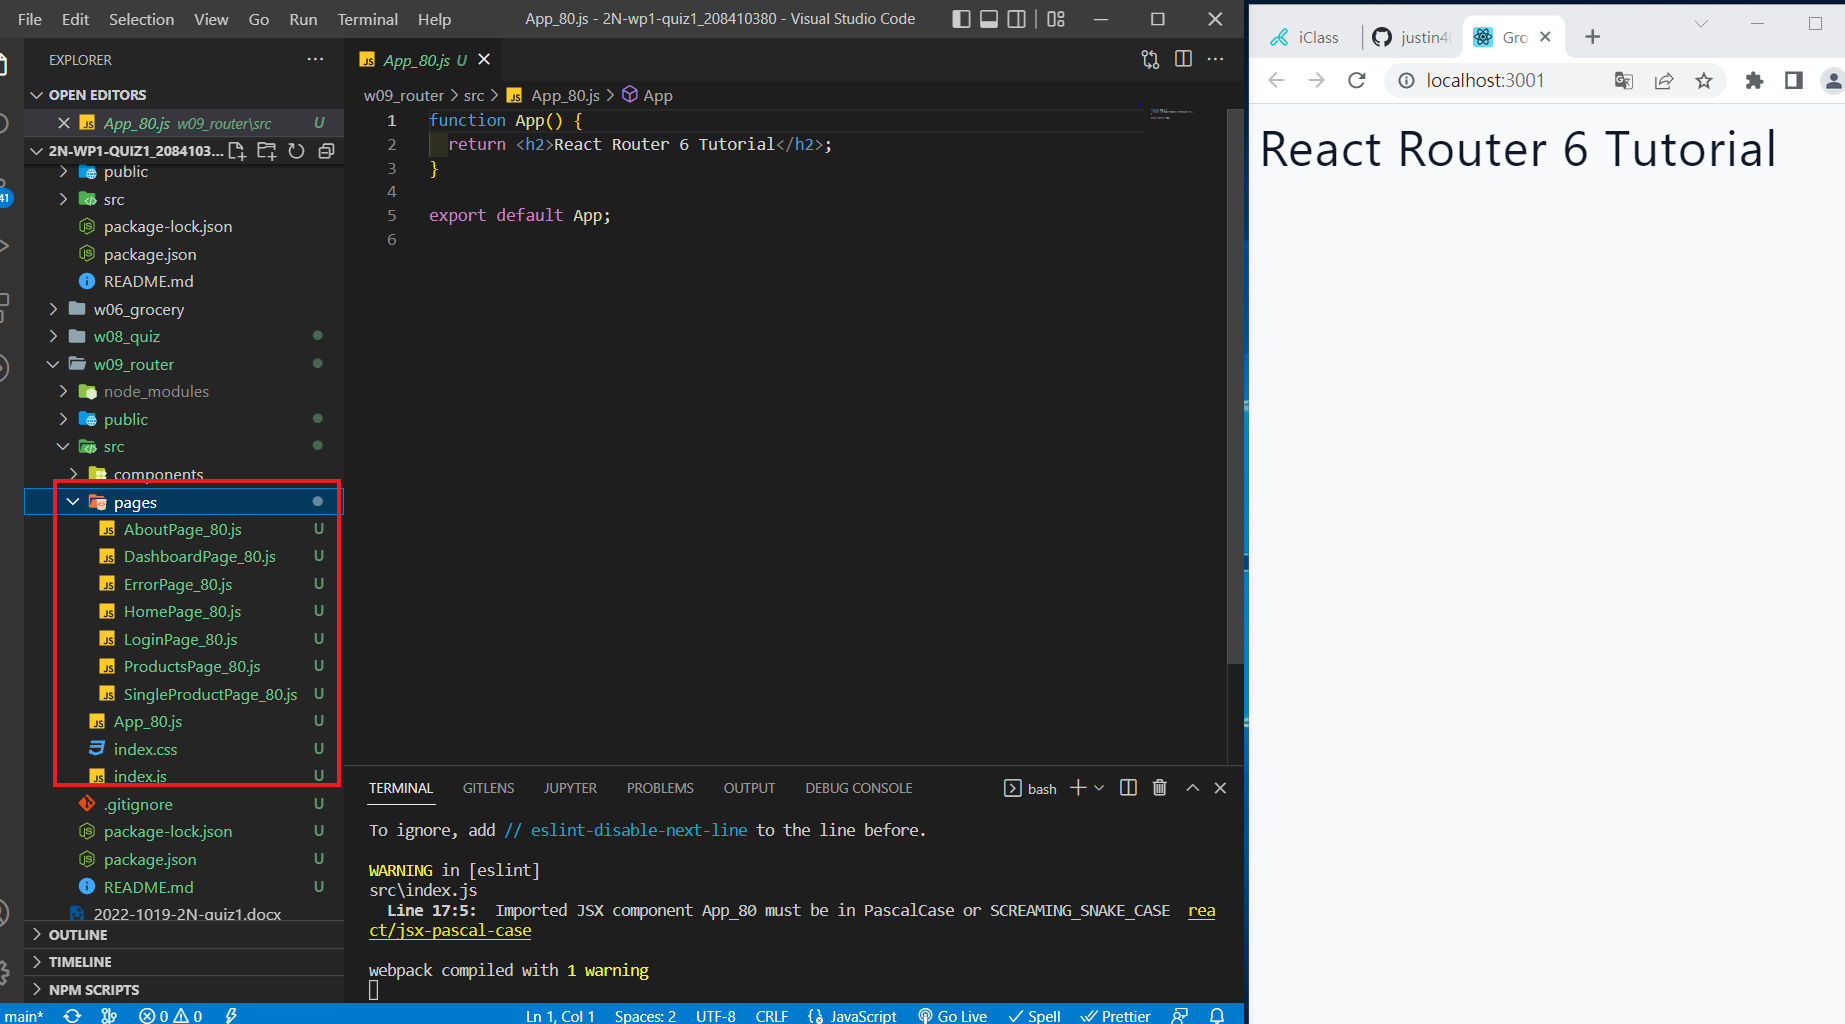 File Edit Selection View Go Run Terminal Help
App_80.js - 2N-wp1-quiz1_208410380 - Visual Studio Code
EXPLORER
OPEN EDITORS
App_80.js w09_router\src U
2N-WP1-QUIZ1_2084103...
public
src
package-lock.json
package.json
README.md
w06_grocery
w08_quiz
w09_router
node_modules
public
src
components
pages
AboutPage_80.js U
DashboardPage_80.js U
ErrorPage_80.js U
HomePage_80.js U
LoginPage_80.js U
ProductsPage_80.js U
SingleProductPage_80.js U
App_80.js U
index.css U
index.js U
.gitignore U
package-lock.json U
package.json U
README.md U
2022-1019-2N-quiz1.docx
OUTLINE
TIMELINE
NPM SCRIPTS
41
App_80.js U
w09_router > src > App_80.js > App
1 function App() {
2 return <h2>React Router 6 Tutorial</h2>;
3 }
4
5 export default App;
6
TERMINAL GITLENS JUPYTER PROBLEMS OUTPUT DEBUG CONSOLE
bash
To ignore, add // eslint-disable-next-line to the line before.
WARNING in [eslint]
src\index.js
Line 17:5: Imported JSX component App_80 must be in PascalCase or SCREAMING_SNAKE_CASE rea
ct/jsx-pascal-case
webpack compiled with 1 warning
main* 0 0 Ln 1, Col 1 Spaces: 2 UTF-8 CRLF JavaScript Go Live Spell Prettier
iClass justin40 Gro
localhost:3001
React Router 6 Tutorial